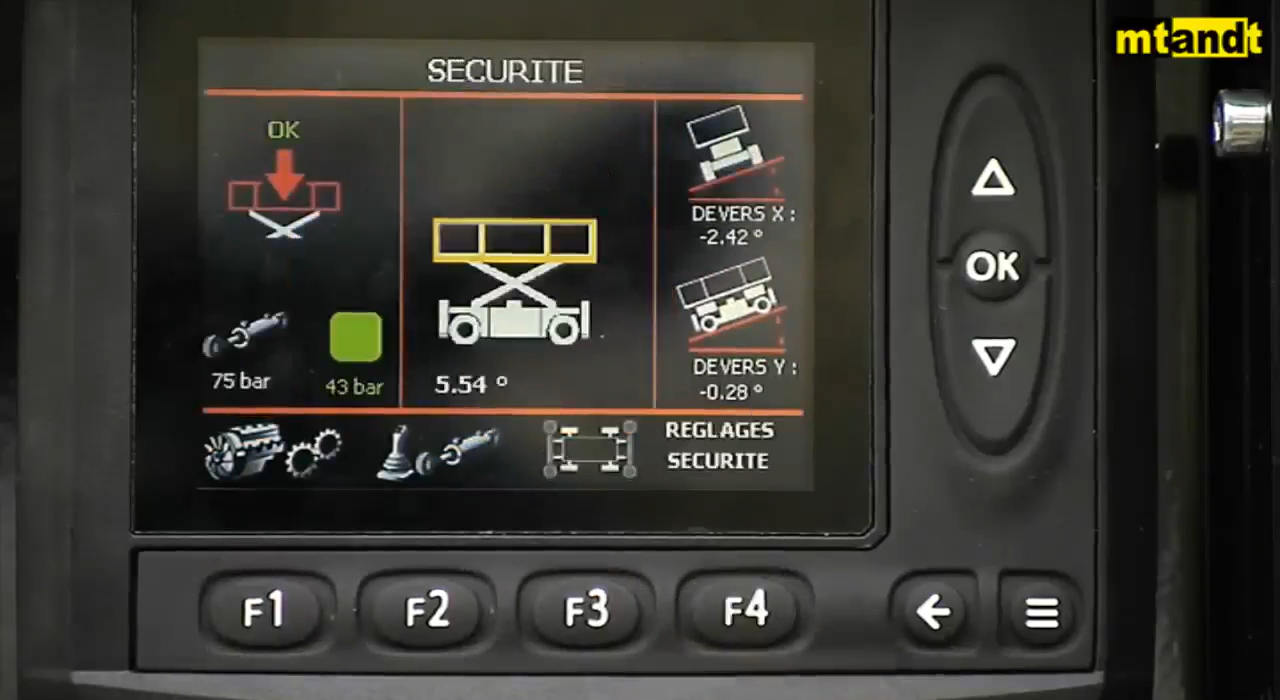 mtandt
SECURITE
OK
75 bar
43 bar
5.54 °
DEVERS X :
-2.42 °
DEVERS Y :
-0.28 °
REGLAGES
SECURITE
OK
F1
F2
F3
F4